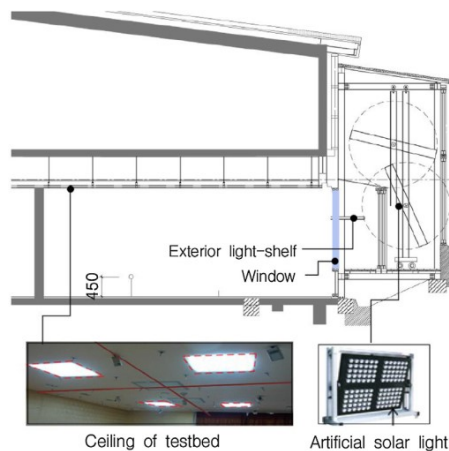 Exterior light-shelf
Window
450
Ceiling of testbed
Artificial solar light